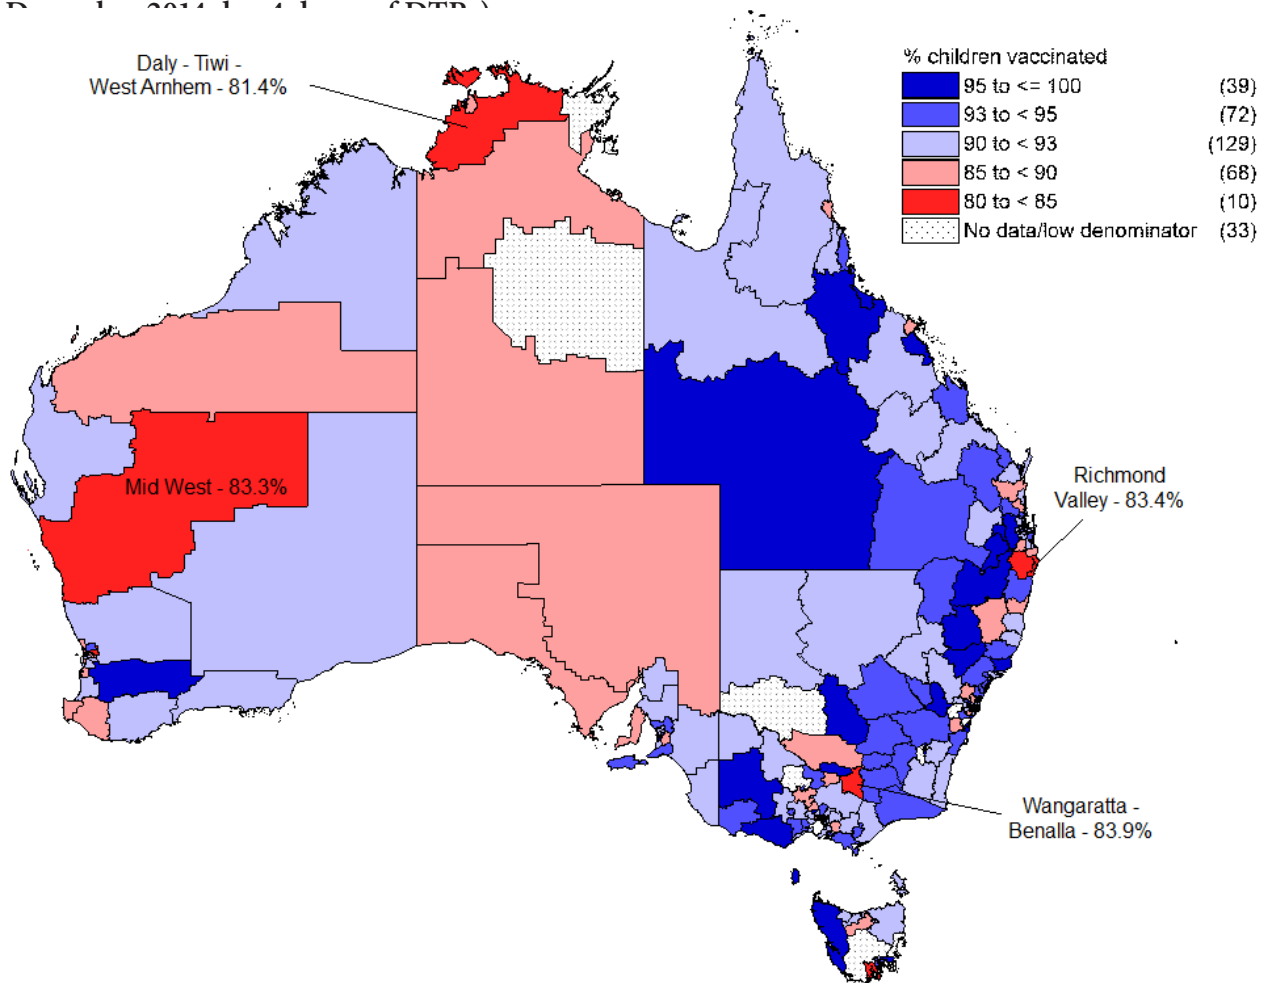 Daly - Tiwi -
West Arnhem - 81.4%
% children vaccinated
95 to <= 100 (39)
93 to < 95 (72)
90 to < 93 (129)
85 to < 90 (68)
80 to < 85 (10)
No data/low denominator (33)
Mid West - 83.3%
Richmond
Valley - 83.4%
Wangaratta -
Benalla - 83.9%